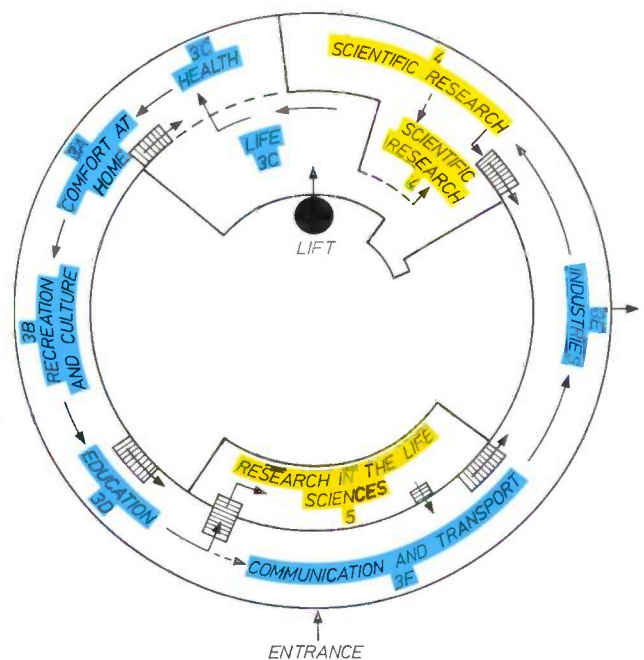 4
SCIENTIFIC RESEARCH
3C
HEALTH
SCIENTIFIC
RESEARCH
4
LIFE
3C
3A
COMFORT AT
HOME
LIFT
3B
RECREATION
AND CULTURE
INDUSTRIES
3E
EDUCATION
3D
RESEARCH IN THE LIFE
SCIENCES
5
COMMUNICATION AND TRANSPORT
3F
ENTRANCE